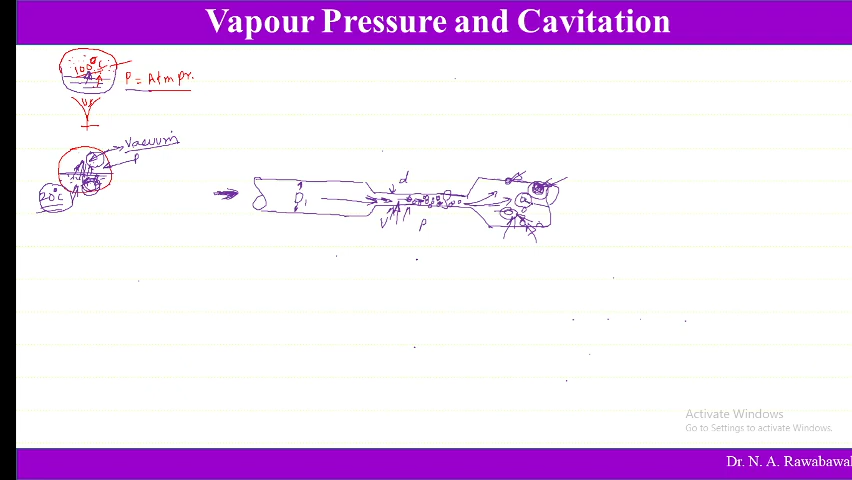 Vapour Pressure and Cavitation
100°C
P = Atm pr.
Vacuum
P
20°C
d
D1
V
P
Activate Windows
Go to Settings to activate Windows.
Dr. N. A. Rawabawal